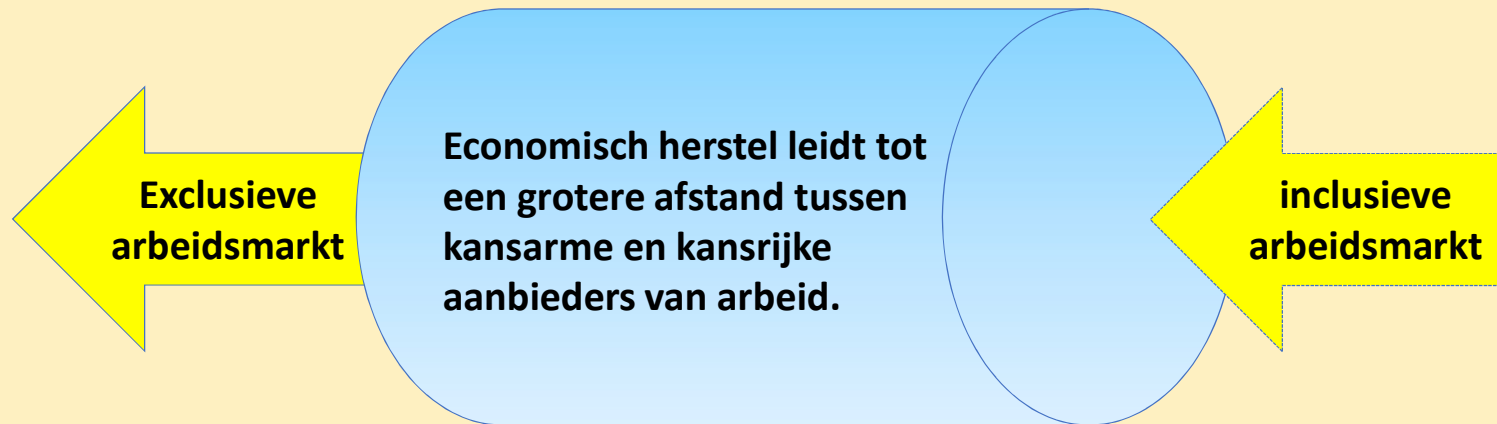 Exclusieve
arbeidsmarkt
Economisch herstel leidt tot
een grotere afstand tussen
kansarme en kansrijke
aanbieders van arbeid.
inclusieve
arbeidsmarkt